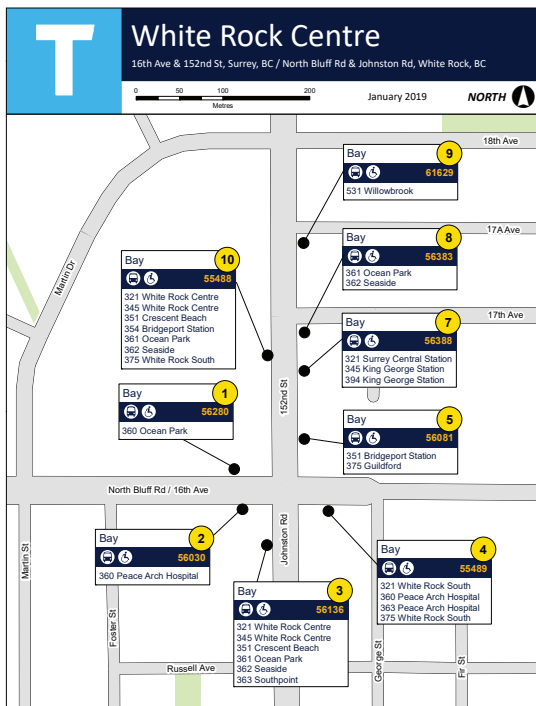 T
White Rock Centre
16th Ave & 152nd St, Surrey, BC / North Bluff Rd & Johnston Rd, White Rock, BC
0 50 100 200
Metres
January 2019
NORTH
18th Ave
Bay 9
61629
531 Willowbrook
17A Ave
Bay 8
56383
361 Ocean Park
362 Seaside
Martin Dr
Bay 10
55488
321 White Rock Centre
345 White Rock Centre
351 Crescent Beach
354 Bridgeport Station
361 Ocean Park
362 Seaside
375 White Rock South
17th Ave
Bay 7
56388
321 Surrey Central Station
345 King George Station
394 King George Station
152nd St
Bay 1
56280
360 Ocean Park
Bay 5
56081
351 Bridgeport Station
375 Guildford
North Bluff Rd / 16th Ave
Johnston Rd
Bay 2
56030
360 Peace Arch Hospital
Bay 4
55489
321 White Rock South
360 Peace Arch Hospital
363 Peace Arch Hospital
375 White Rock South
Bay 3
56136
321 White Rock Centre
345 White Rock Centre
351 Crescent Beach
361 Ocean Park
362 Seaside
363 Southpoint
Martin St
Foster St
George St
Fir St
Russell Ave